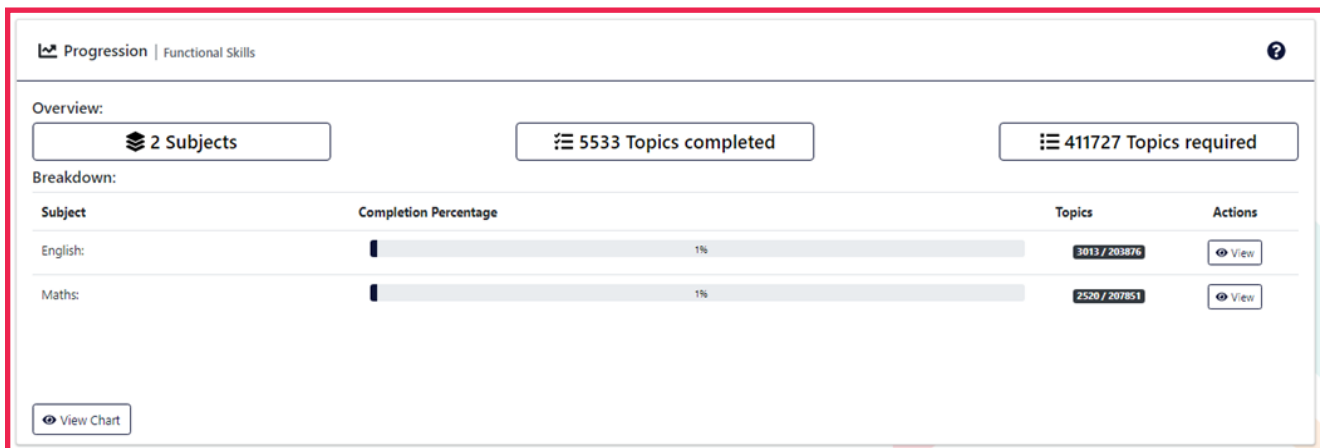 Progression | Functional Skills
Overview:
2 Subjects 5533 Topics completed 411727 Topics required
Breakdown:
Subject Completion Percentage Topics Actions
English: 1% 3013 / 203876 View
Maths: 1% 2520 / 207851 View
View Chart